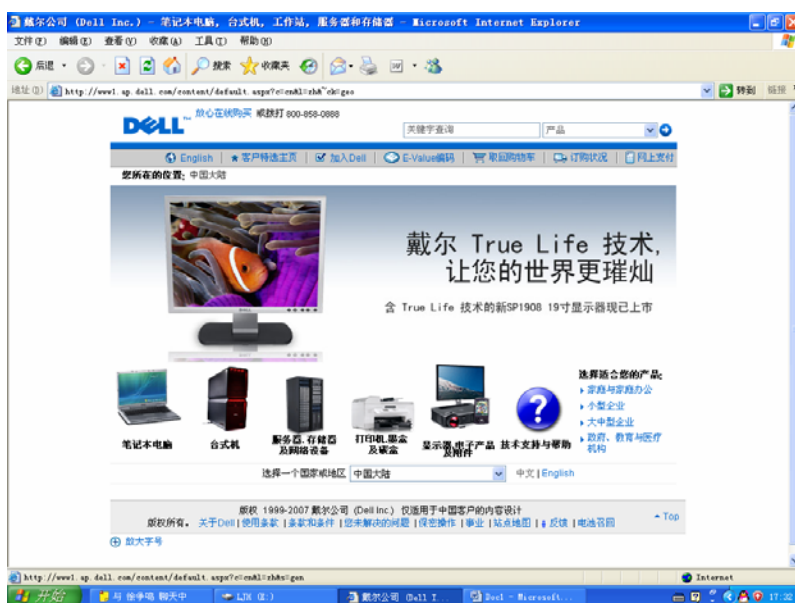 戴尔公司 (Dell Inc.) - 笔记本电脑, 台式机, 工作站, 服务器和存储器 - Microsoft Internet Explorer
文件(F) 编辑(E) 查看(V) 收藏(A) 工具(T) 帮助(H)
后退 搜索 收藏夹
地址(D) 转到 链接
DELL™ 放心在线购买 或拨打 800-858-0888
关键字查询 产品
English 客户特选主页 加入Dell E-Value编码 取回购物车 订购状况 网上支付
您所在的位置: 中国大陆
戴尔 True Life 技术,
让您的世界更璀灿
含 True Life 技术的新SP1908 19寸显示器现已上市
选择适合您的产品:
家庭与家庭办公
小型企业
大中型企业
政府、教育与医疗
机构
笔记本电脑 台式机 服务器、存储器
及网络设备 打印机、墨盒
及碳盒 显示器、电子产品
及附件 技术支持与帮助
选择一个国家或地区 中国大陆 中文 | English
版权 1999-2007 戴尔公司 (Dell Inc.) 仅适用于中国客户的内容设计
版权所有。 关于Dell | 使用条款 | 条款和条件 | 您未解决的问题 | 保密操作 | 事业 | 站点地图 | 反馈 | 电池召回
Top
放大字号
Internet
开始 LJX (E:) 戴尔公司 (Dell I... Doc1 - Microsoft... 17:32